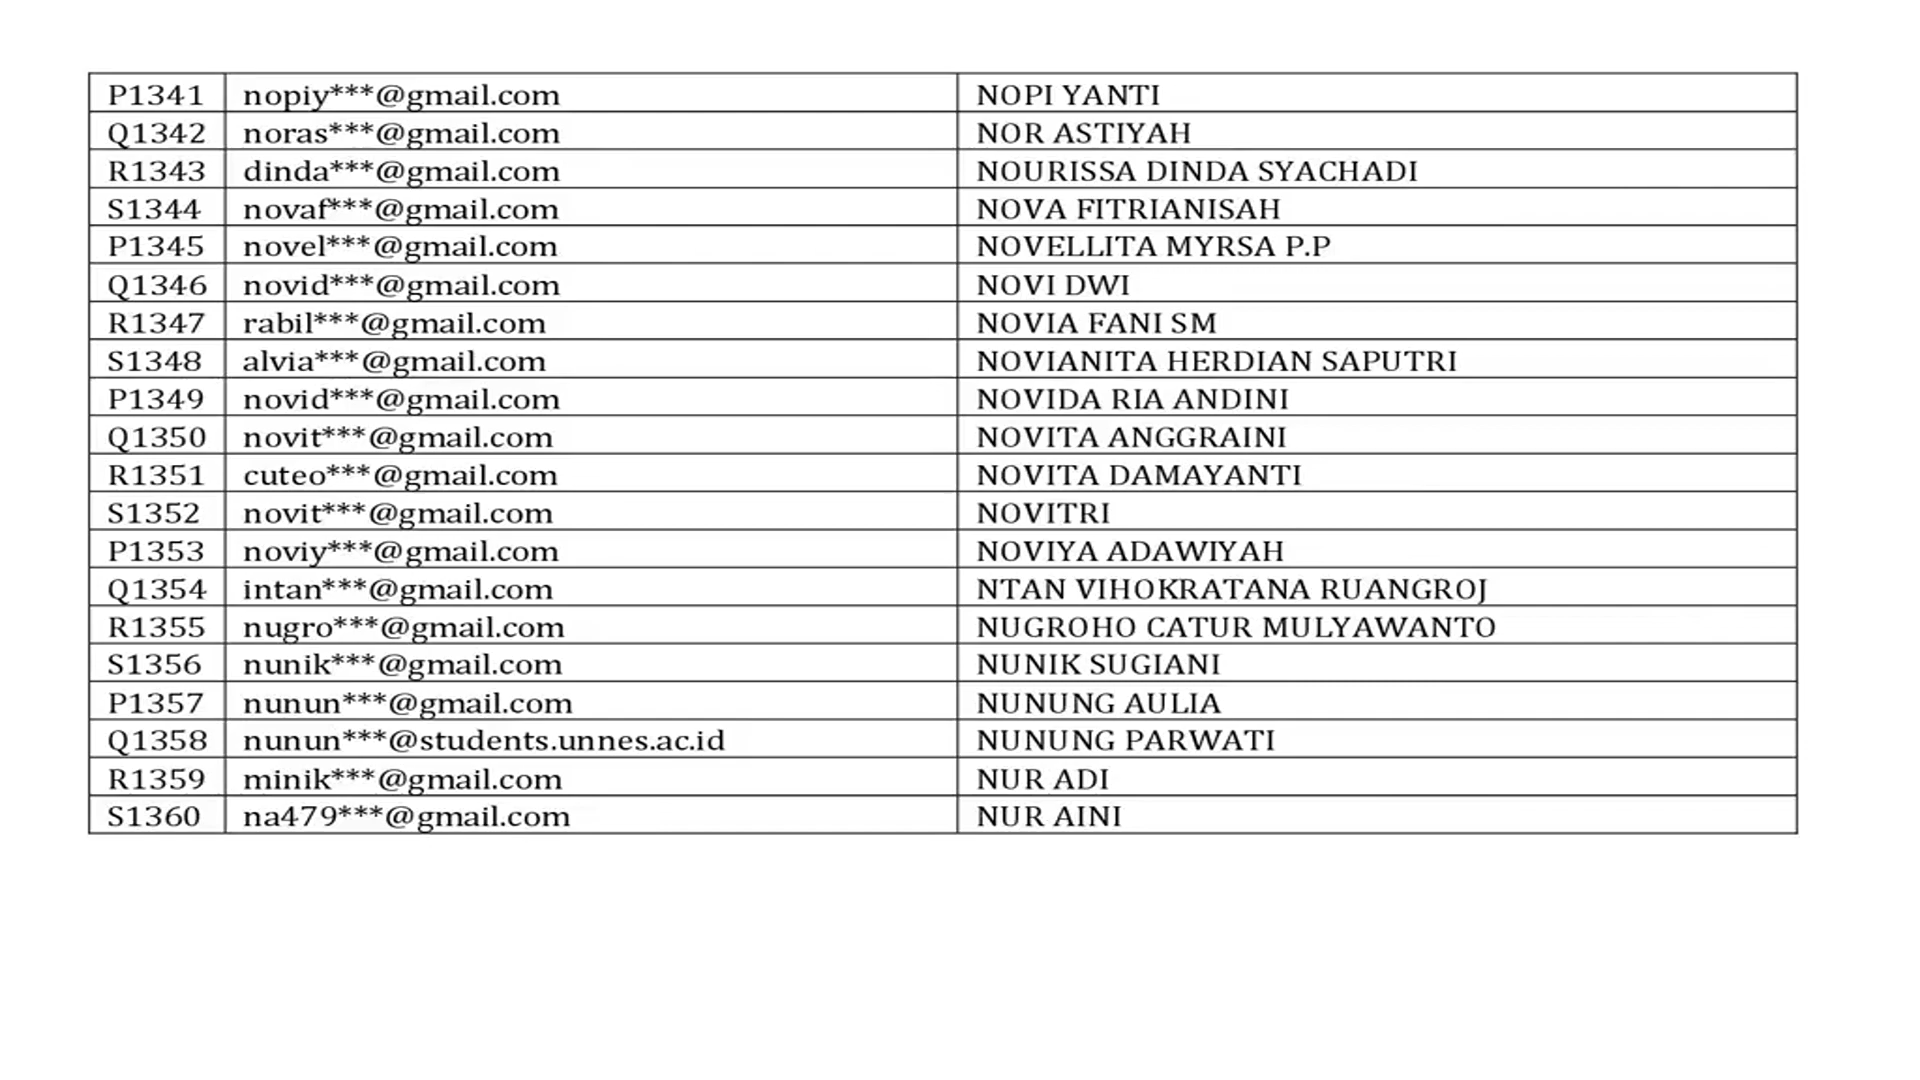 P1341 nopiy***@gmail.com NOPI YANTI
Q1342 noras***@gmail.com NOR ASTIYAH
R1343 dinda***@gmail.com NOURISSA DINDA SYACHADI
S1344 novaf***@gmail.com NOVA FITRIANISAH
P1345 novel***@gmail.com NOVELLITA MYRSA P.P
Q1346 novid***@gmail.com NOVI DWI
R1347 rabil***@gmail.com NOVIA FANI SM
S1348 alvia***@gmail.com NOVIANITA HERDIAN SAPUTRI
P1349 novid***@gmail.com NOVIDA RIA ANDINI
Q1350 novit***@gmail.com NOVITA ANGGRAINI
R1351 cuteo***@gmail.com NOVITA DAMAYANTI
S1352 novit***@gmail.com NOVITRI
P1353 noviy***@gmail.com NOVIYA ADAWIYAH
Q1354 intan***@gmail.com NTAN VIHOKRATANA RUANGROJ
R1355 nugro***@gmail.com NUGROHO CATUR MULYAWANTO
S1356 nunik***@gmail.com NUNIK SUGIANI
P1357 nunun***@gmail.com NUNUNG AULIA
Q1358 nunun***@students.unnes.ac.id NUNUNG PARWATI
R1359 minik***@gmail.com NUR ADI
S1360 na479***@gmail.com NUR AINI